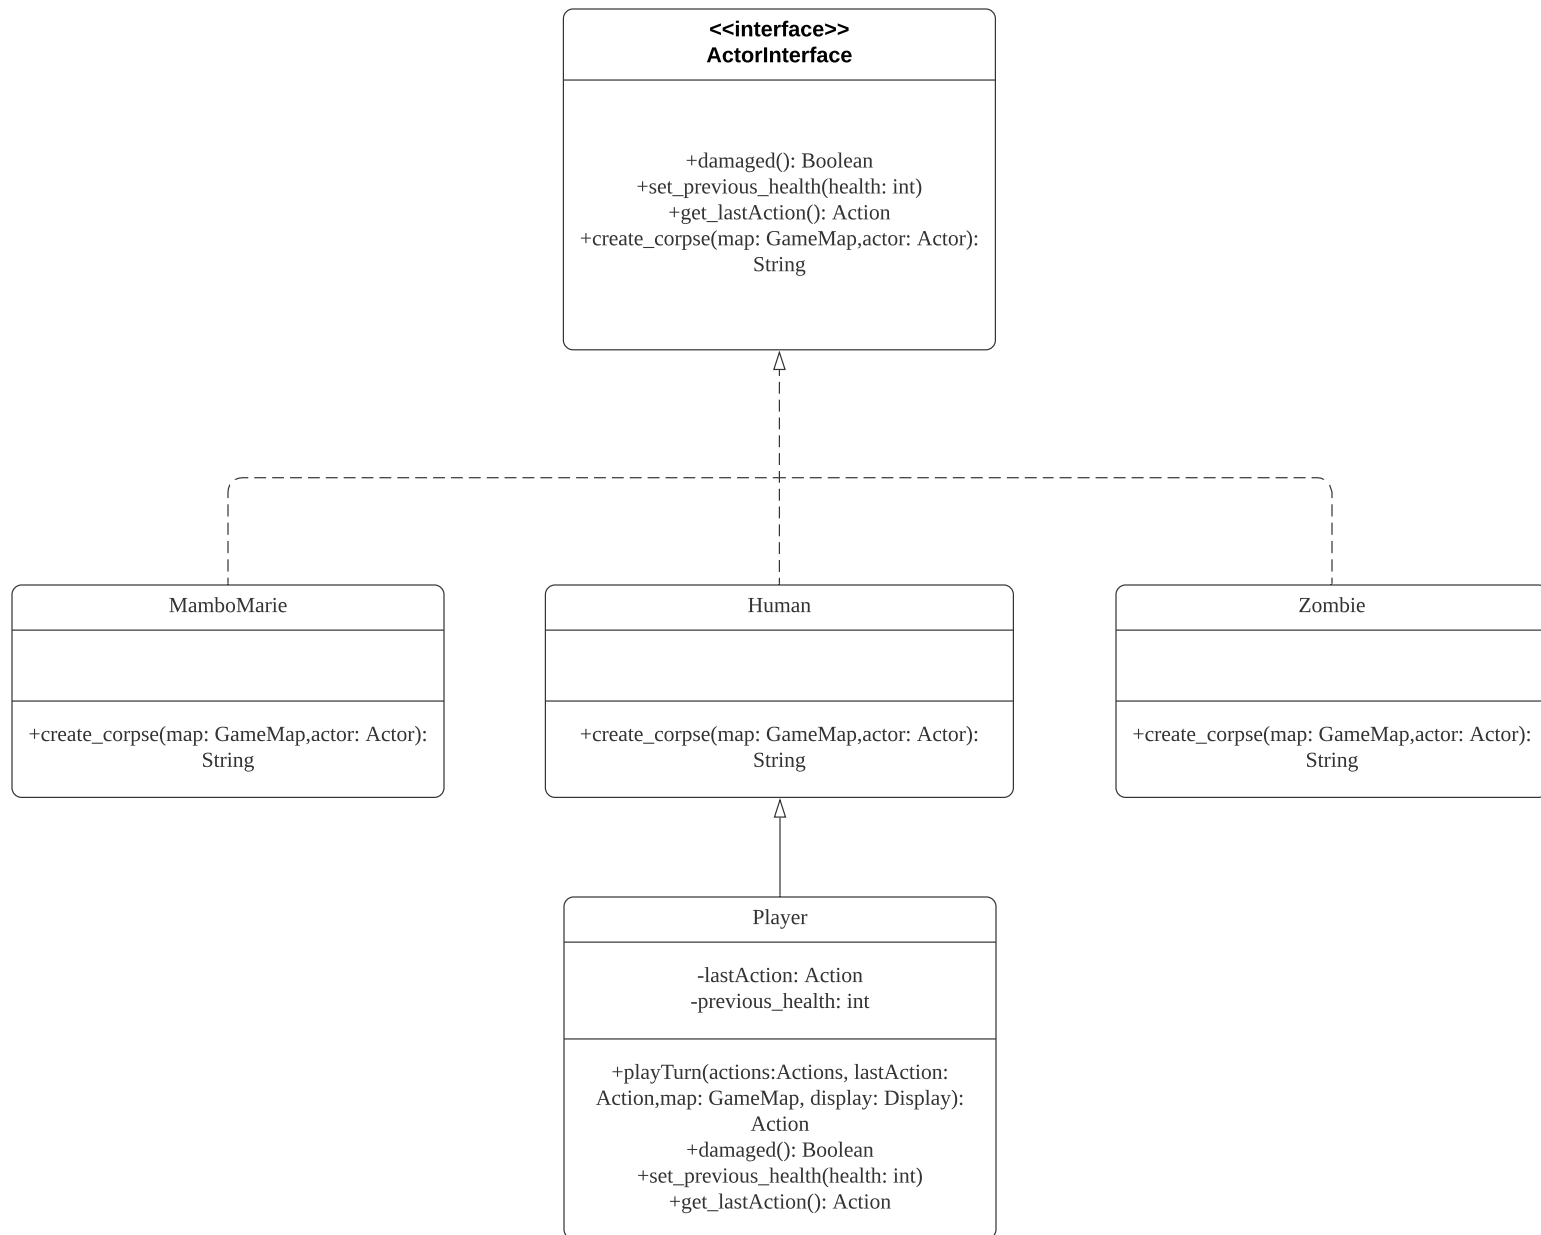 <<interface>>
ActorInterface
+damaged(): Boolean
+set_previous_health(health: int)
+get_lastAction(): Action
+create_corpse(map: GameMap,actor: Actor):
String
MamboMarie
+create_corpse(map: GameMap,actor: Actor):
String
Human
+create_corpse(map: GameMap,actor: Actor):
String
Zombie
+create_corpse(map: GameMap,actor: Actor):
String
Player
-lastAction: Action
-previous_health: int
+playTurn(actions:Actions, lastAction:
Action,map: GameMap, display: Display):
Action
+damaged(): Boolean
+set_previous_health(health: int)
+get_lastAction(): Action